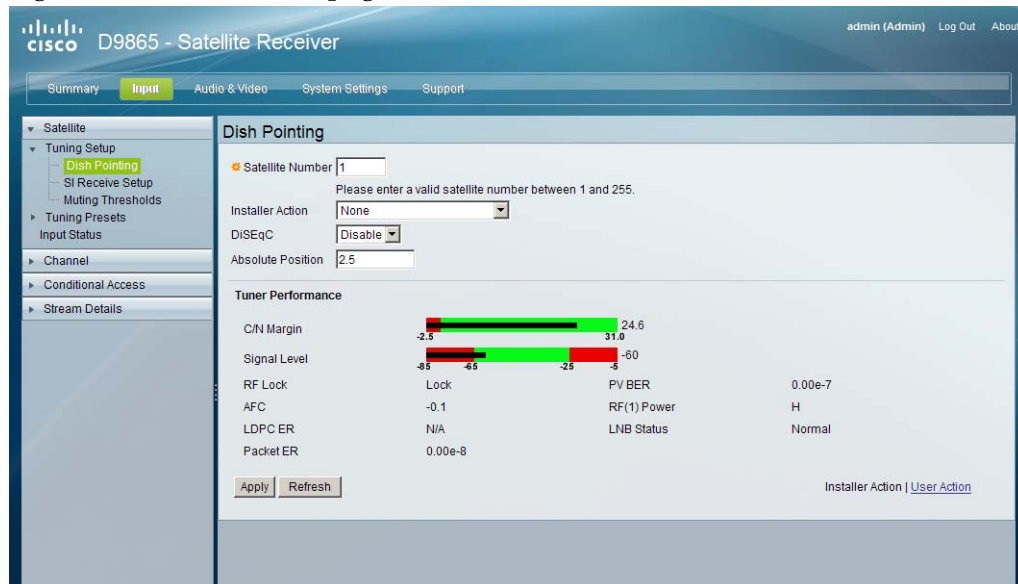 admin (Admin) Log Out About
CISCO D9865 - Satellite Receiver
Summary Input Audio & Video System Settings Support
Satellite
Tuning Setup
Dish Pointing
SI Receive Setup
Muting Thresholds
Tuning Presets
Input Status
Channel
Conditional Access
Stream Details
Dish Pointing
Satellite Number 1
Please enter a valid satellite number between 1 and 255.
Installer Action None
DiSEqC Disable
Absolute Position 2.5
Tuner Performance
C/N Margin 24.6
-2.5 31.0
Signal Level -60
-85 -65 -25 -5
RF Lock Lock PV BER 0.00e-7
AFC -0.1 RF(1) Power H
LDPC ER N/A LNB Status Normal
Packet ER 0.00e-8
Apply Refresh Installer Action | User Action